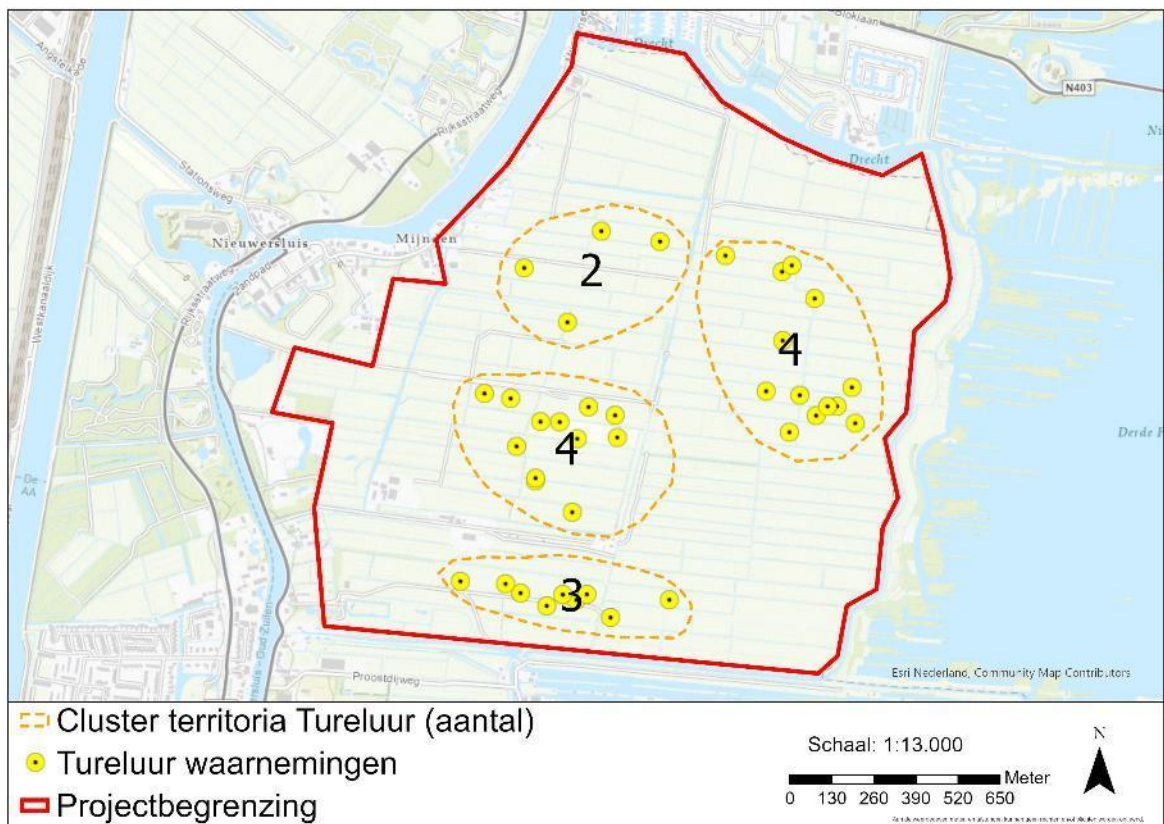 Drecht
Bloklaan
Angstelkade
N403
Rijksstraatweg
Drecht
Stationsweg
Nieuwersluis
Mijnden
2
Zandpad
Rijksstraatweg
Westkanaaldijk
4
4
De
AA
3
Proostdijweg
Esri Nederland, Community Map Contributors
Cluster territoria Tureluur (aantal)
Tureluur waarnemingen
Projectbegrenzing
Schaal: 1:13.000
N
Meter
0 130 260 390 520 650